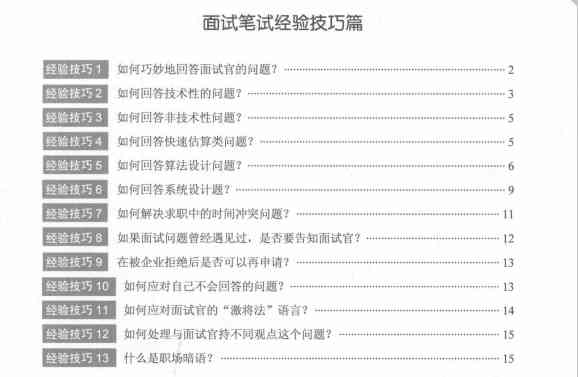 面试笔试经验技巧篇
经验技巧 1 如何巧妙地回答面试官的问题？ 2
经验技巧 2 如何回答技术性的问题？ 3
经验技巧 3 如何回答非技术性问题？ 5
经验技巧 4 如何回答快速估算类问题？ 5
经验技巧 5 如何回答算法设计问题？ 6
经验技巧 6 如何回答系统设计题？ 9
经验技巧 7 如何解决求职中的时间冲突问题？ 11
经验技巧 8 如果面试问题曾经遇见过，是否要告知面试官？ 12
经验技巧 9 在被企业拒绝后是否可以再申请？ 13
经验技巧 10 如何应对自己不会回答的问题？ 13
经验技巧 11 如何应对面试官的“激将法”语言？ 14
经验技巧 12 如何处理与面试官持不同观点这个问题？ 15
经验技巧 13 什么是职场暗语？ 15